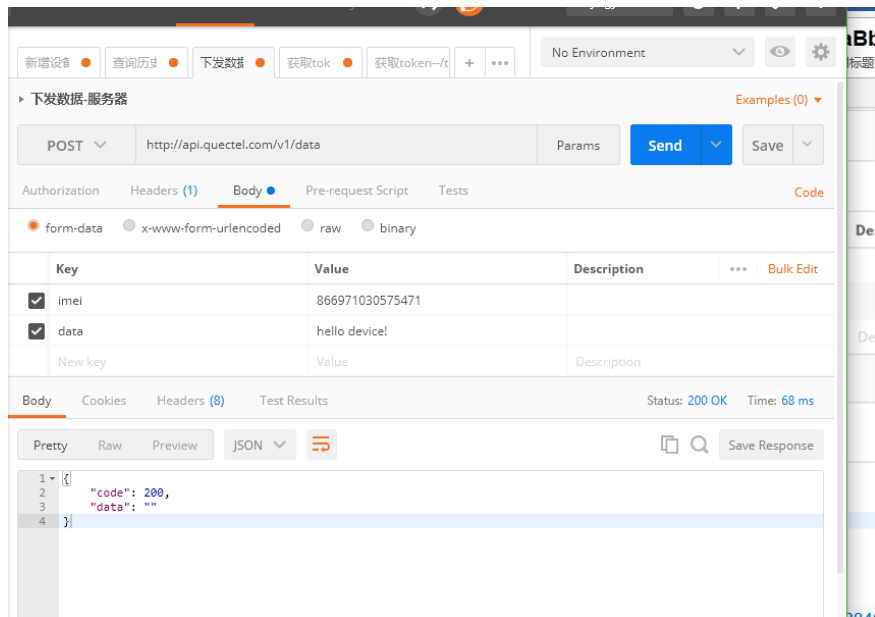 新增设备 查询历史 下发数据 获取tok 获取token--/t + •••
No Environment
下发数据-服务器 Examples (0)
POST http://api.quectel.com/v1/data Params Send Save
Authorization Headers (1) Body Pre-request Script Tests Code
form-data x-www-form-urlencoded raw binary
Key Value Description ••• Bulk Edit
imei 866971030575471
data hello device!
New key Value Description
Body Cookies Headers (8) Test Results Status: 200 OK Time: 68 ms
Pretty Raw Preview JSON Save Response
1 {
2 "code": 200,
3 "data": ""
4 }
标题
De
De